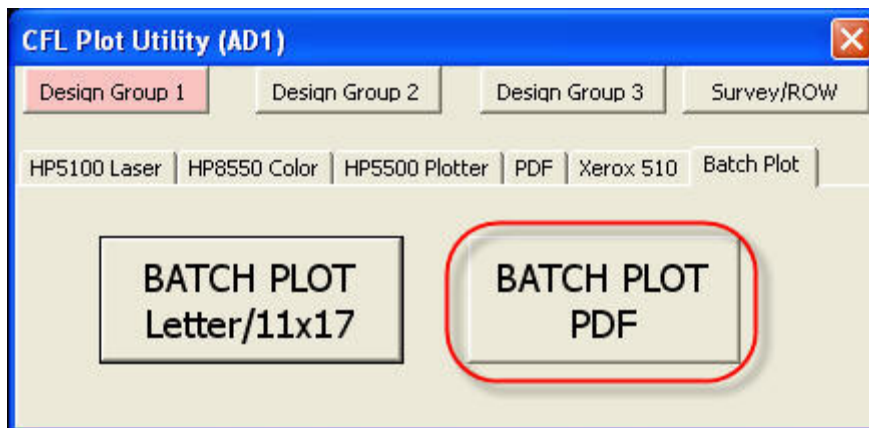 CFL Plot Utility (AD1)
Design Group 1 Design Group 2 Design Group 3 Survey/ROW
HP5100 Laser HP8550 Color HP5500 Plotter PDF Xerox 510 Batch Plot
BATCH PLOT
Letter/11x17
BATCH PLOT
PDF